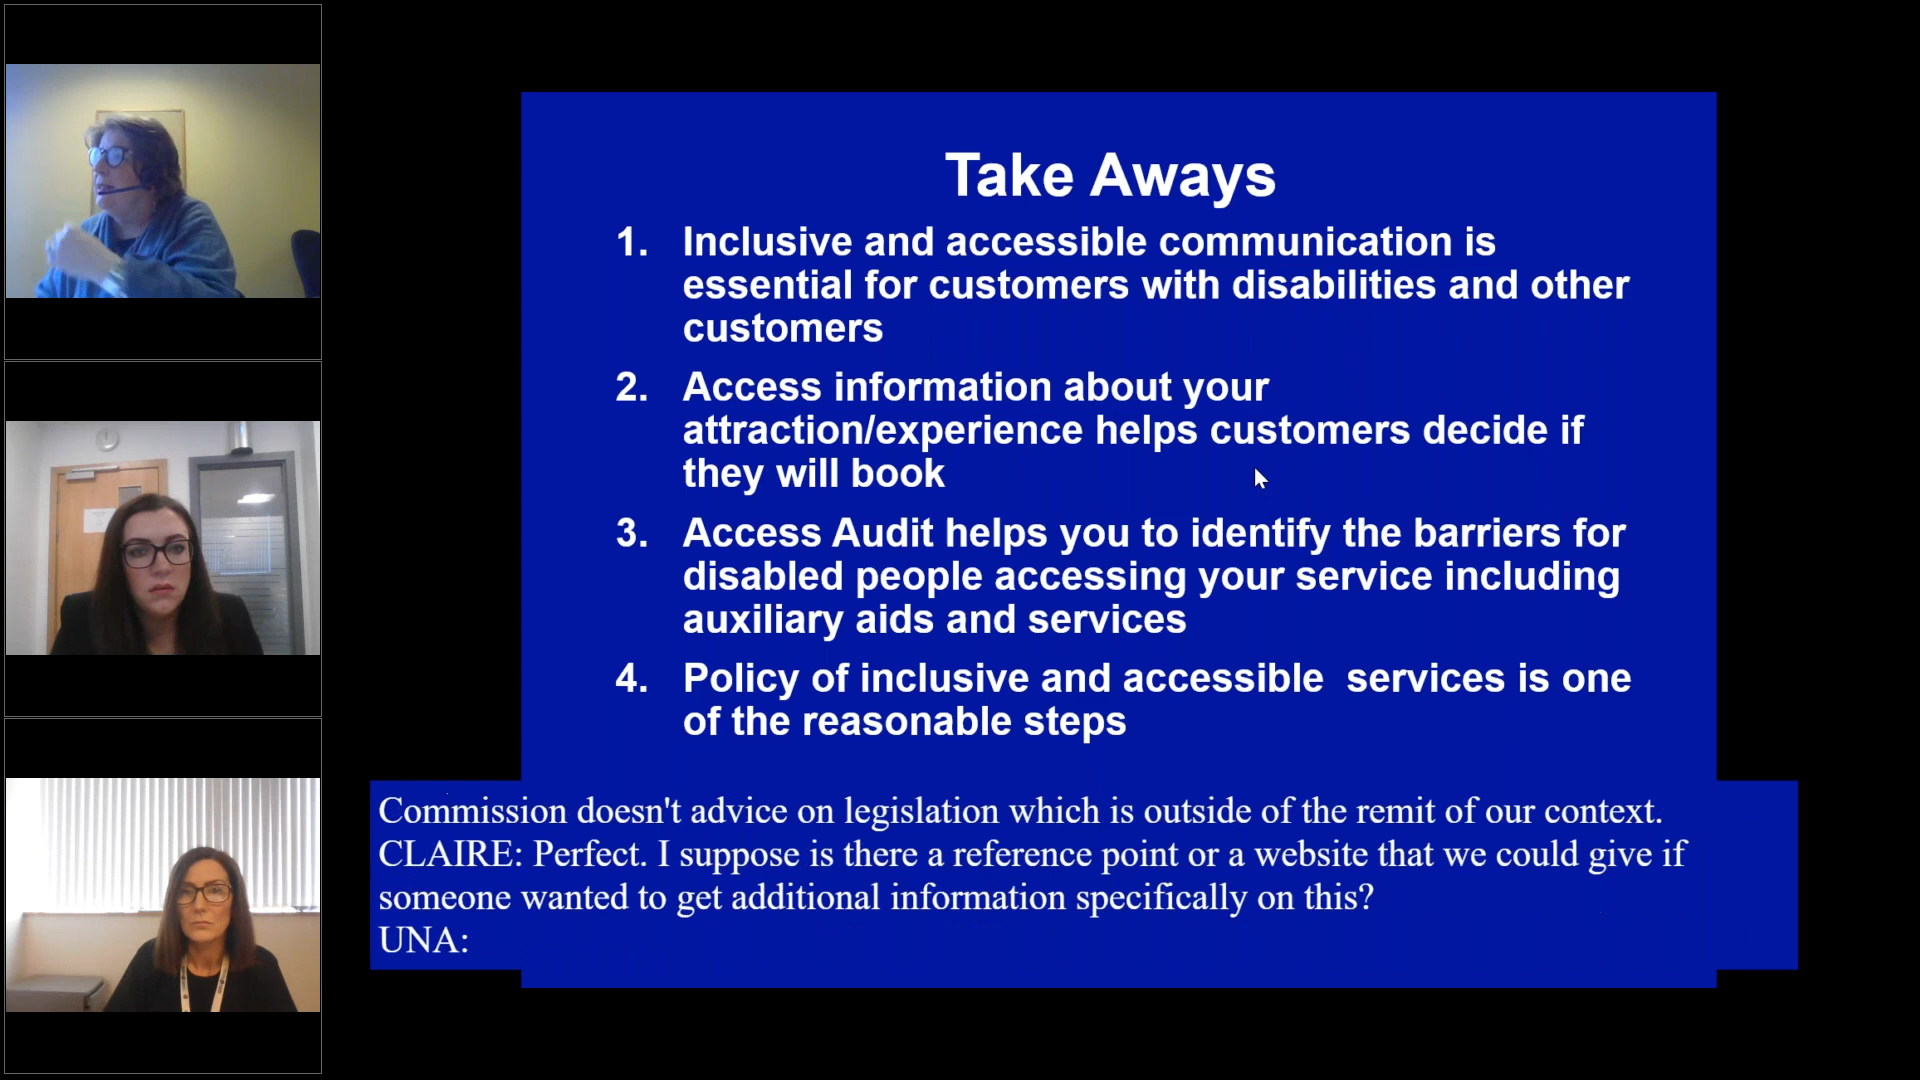 Take Aways
1. Inclusive and accessible communication is
essential for customers with disabilities and other
customers
2. Access information about your
attraction/experience helps customers decide if
they will book
3. Access Audit helps you to identify the barriers for
disabled people accessing your service including
auxiliary aids and services
4. Policy of inclusive and accessible  services is one
of the reasonable steps
Commission doesn't advice on legislation which is outside of the remit of our context.
CLAIRE: Perfect. I suppose is there a reference point or a website that we could give if
someone wanted to get additional information specifically on this?
UNA: